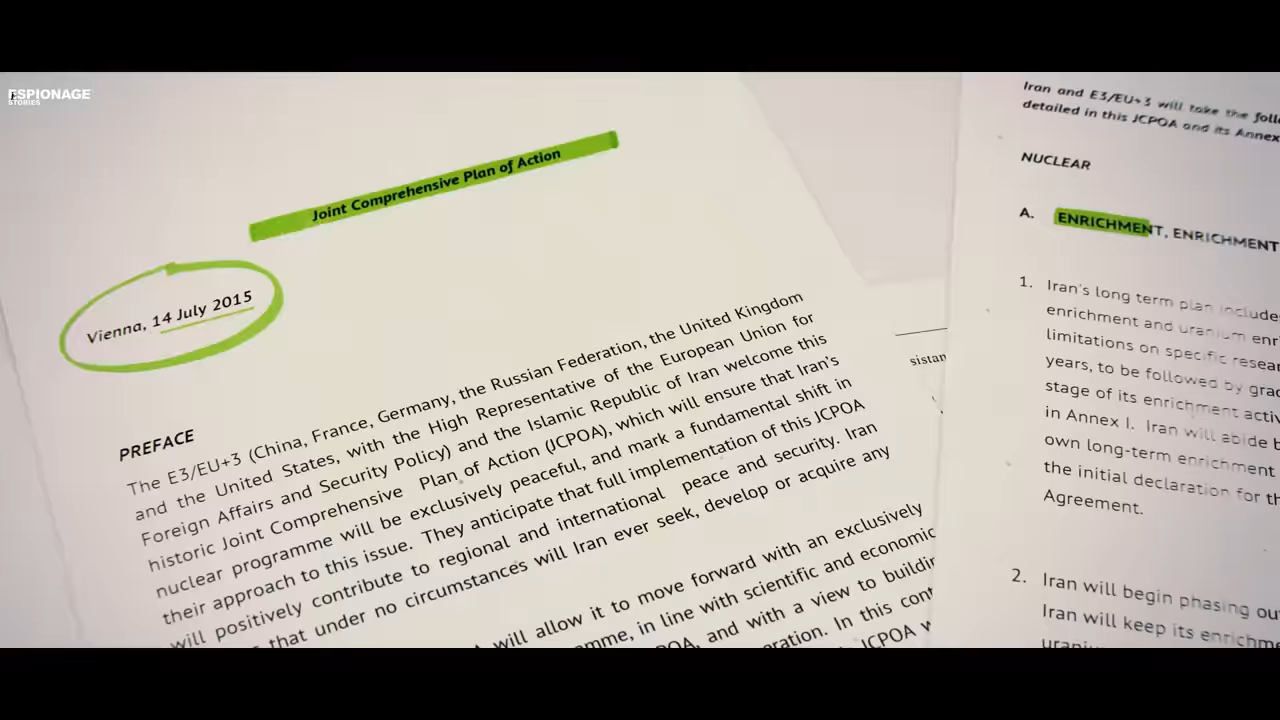 ESPIONAGE
STORIES
Joint Comprehensive Plan of Action
Vienna, 14 July 2015
PREFACE
The E3/EU+3 (China, France, Germany, the Russian Federation, the United Kingdom
and the United States, with the High Representative of the European Union for
Foreign Affairs and Security Policy) and the Islamic Republic of Iran welcome this
historic Joint Comprehensive Plan of Action (JCPOA), which will ensure that Iran's
nuclear programme will be exclusively peaceful, and mark a fundamental shift in
their approach to this issue. They anticipate that full implementation of this JCPOA
will positively contribute to regional and international peace and security. Iran
that under no circumstances will Iran ever seek, develop or acquire any
will allow it to move forward with an exclusively
mme, in line with scientific and economic
POA, and with a view to buildin
eration. In this cont
JCPOA w
sistan
Iran and E3/EU+3 will take the foll
detailed in this JCPOA and its Annex
NUCLEAR
A. ENRICHMENT, ENRICHMENT
1. Iran's long term plan include
enrichment and uranium enr
limitations on specific resear
years, to be followed by grad
stage of its enrichment activ
in Annex I. Iran will abide b
own long-term enrichment
the initial declaration for th
Agreement.
2. Iran will begin phasing ou
Iran will keep its enrichme
uraniu